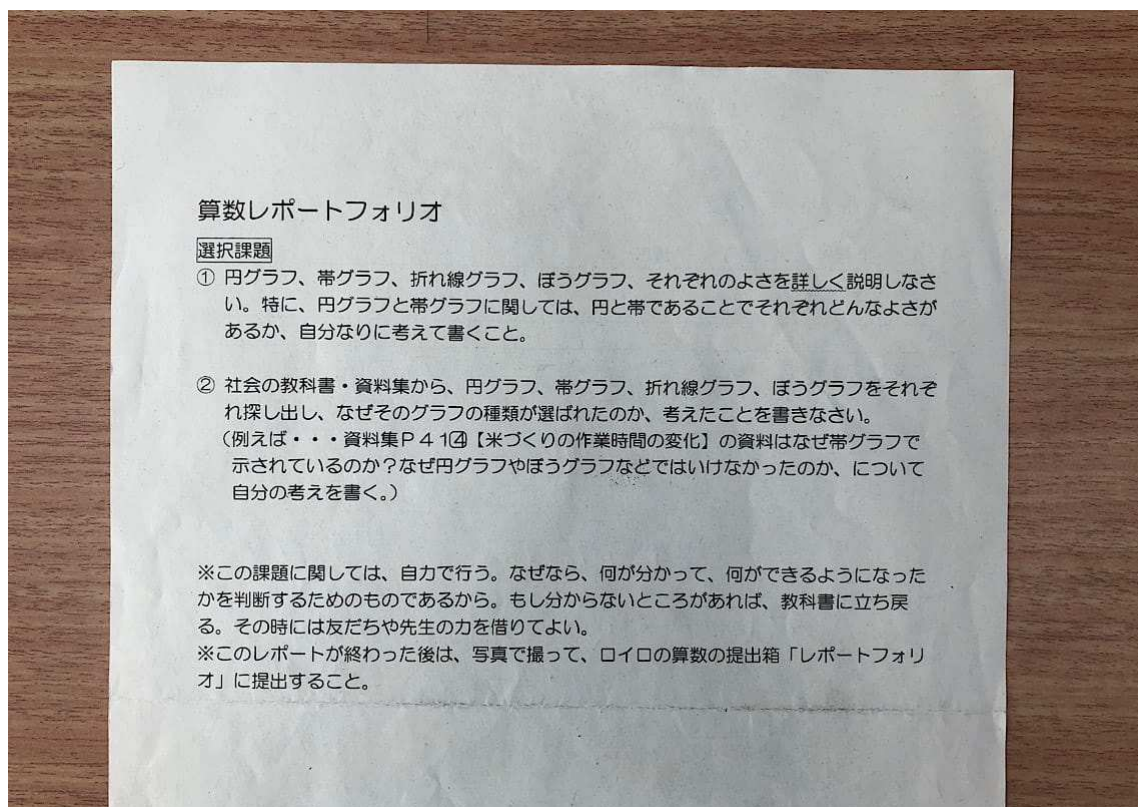 算数レポートフォリオ
選択課題
① 円グラフ、帯グラフ、折れ線グラフ、ぼうグラフ、それぞれのよさを詳しく説明しなさ
い。特に、円グラフと帯グラフに関しては、円と帯であることでそれぞれどんなよさが
あるか、自分なりに考えて書くこと。
② 社会の教科書・資料集から、円グラフ、帯グラフ、折れ線グラフ、ぼうグラフをそれぞ
れ探し出し、なぜそのグラフの種類が選ばれたのか、考えたことを書きなさい。
（例えば・・・資料集Ｐ４１④【米づくりの作業時間の変化】の資料はなぜ帯グラフで
示されているのか？なぜ円グラフやぼうグラフなどではいけなかったのか、について
自分の考えを書く。）
※この課題に関しては、自力で行う。なぜなら、何が分かって、何ができるようになった
かを判断するためのものであるから。もし分からないところがあれば、教科書に立ち戻
る。その時には友だちや先生の力を借りてよい。
※このレポートが終わった後は、写真で撮って、ロイロの算数の提出箱「レポートフォリ
オ」に提出すること。